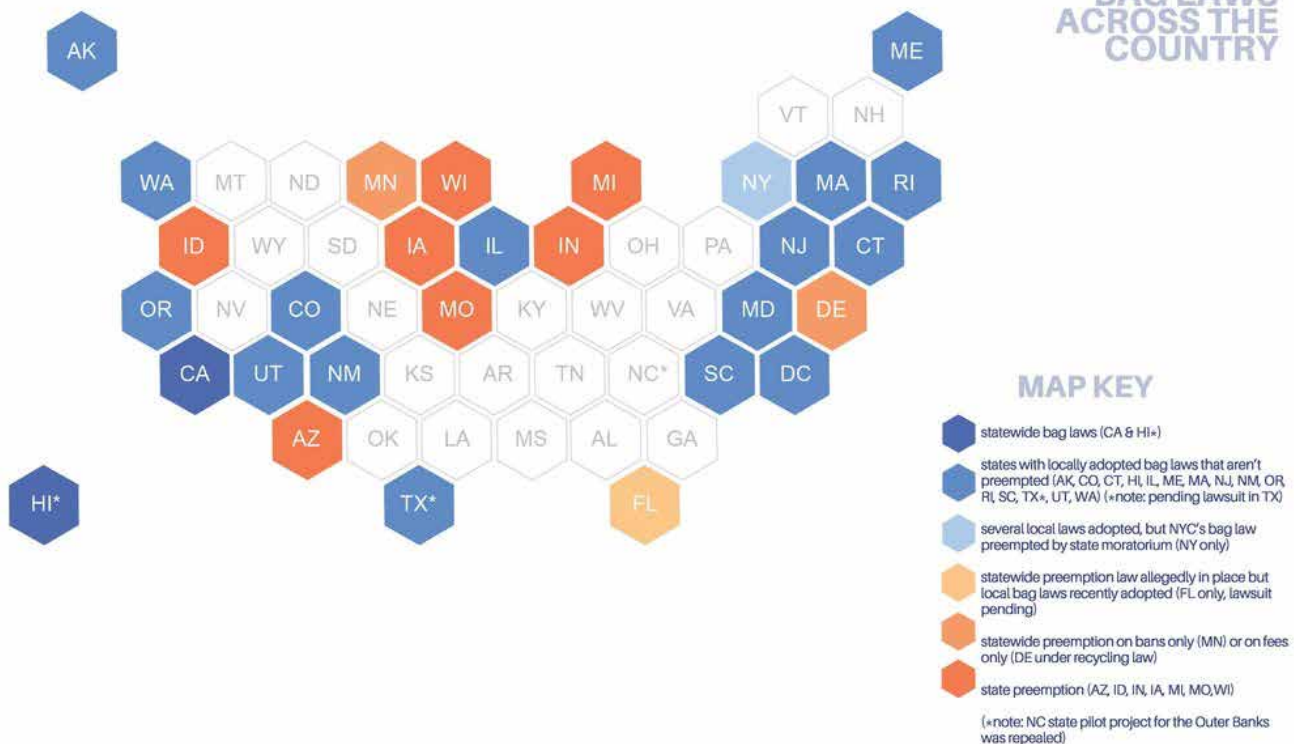 BAG LAWS
ACROSS THE
COUNTRY
AK
ME
VT NH
WA MT ND MN WI MI NY MA RI
ID WY SD IA IL IN OH PA NJ CT
OR NV CO NE MO KY WV VA MD DE
CA UT NM KS AR TN NC* SC DC
AZ OK LA MS AL GA
HI* TX* FL
MAP KEY
statewide bag laws (CA & HI*)
states with locally adopted bag laws that aren't
preempted (AK, CO, CT, HI, IL, ME, MA, NJ, NM, OR,
RI, SC, TX*, UT, WA) (*note: pending lawsuit in TX)
several local laws adopted, but NYC's bag law
preempted by state moratorium (NY only)
statewide preemption law allegedly in place but
local bag laws recently adopted (FL only, lawsuit
pending)
statewide preemption on bans only (MN) or on fees
only (DE under recycling law)
state preemption (AZ, ID, IN, IA, MI, MO,WI)
(*note: NC state pilot project for the Outer Banks
was repealed)